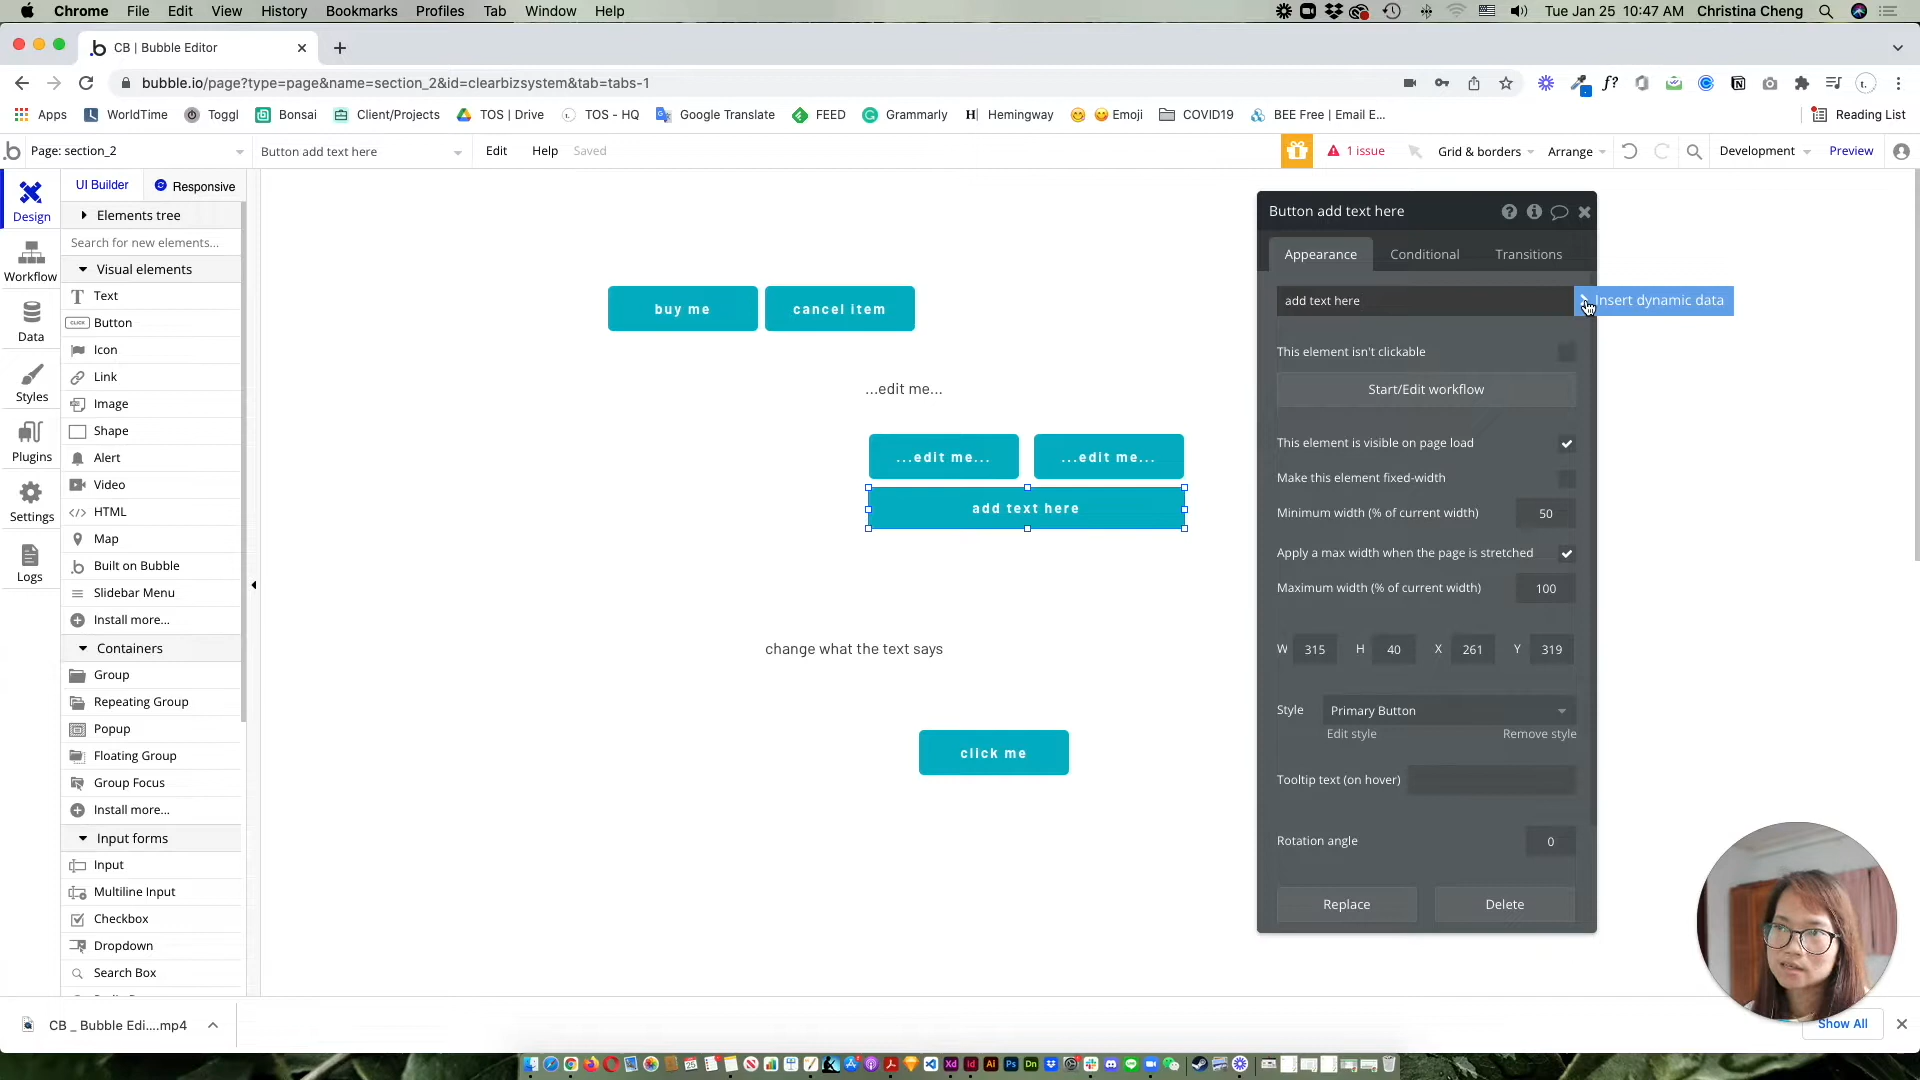 Chrome File Edit View History Bookmarks Profiles Tab Window Help Tue Jan 25 10:47 AM Christina Cheng
CB | Bubble Editor
bubble.io/page?type=page&name=section_2&id=clearbizsystem&tab=tabs-1
Apps WorldTime Toggl Bonsai Client/Projects TOS | Drive TOS - HQ Google Translate FEED Grammarly Hemingway Emoji COVID19 BEE Free | Email E... Reading List
Page: section_2 Button add text here Edit Help Saved 1 issue Grid & borders Arrange Development Preview
Design
Workflow
Data
Styles
Plugins
Settings
Logs
UI Builder Responsive
Elements tree
Search for new elements...
Visual elements
Text
CLICK Button
Icon
Link
Image
Shape
Alert
Video
HTML
Map
Built on Bubble
Slidebar Menu
Install more...
Containers
Group
Repeating Group
Popup
Floating Group
Group Focus
Install more...
Input forms
Input
Multiline Input
Checkbox
Dropdown
Search Box
buy me cancel item
...edit me...
...edit me... ...edit me...
add text here
change what the text says
click me
Button add text here
Appearance Conditional Transitions
add text here Insert dynamic data
This element isn't clickable
Start/Edit workflow
This element is visible on page load
Make this element fixed-width
Minimum width (% of current width) 50
Apply a max width when the page is stretched
Maximum width (% of current width) 100
W 315 H 40 X 261 Y 319
Style Primary Button
Edit style Remove style
Tooltip text (on hover)
Rotation angle 0
Replace Delete
CB _ Bubble Edi....mp4 Show All